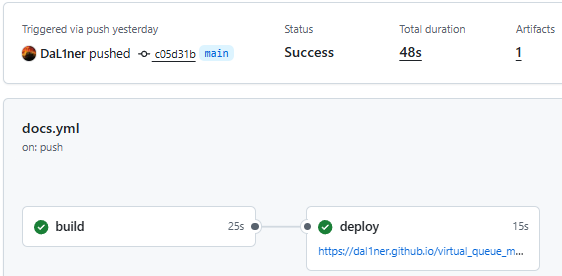 Triggered via push yesterday
Status
Total duration
Artifacts
DaL1ner pushed c05d31b main
Success
48s
1
docs.yml
on: push
build 25s
deploy 15s
https://dal1ner.github.io/virtual_queue_m...